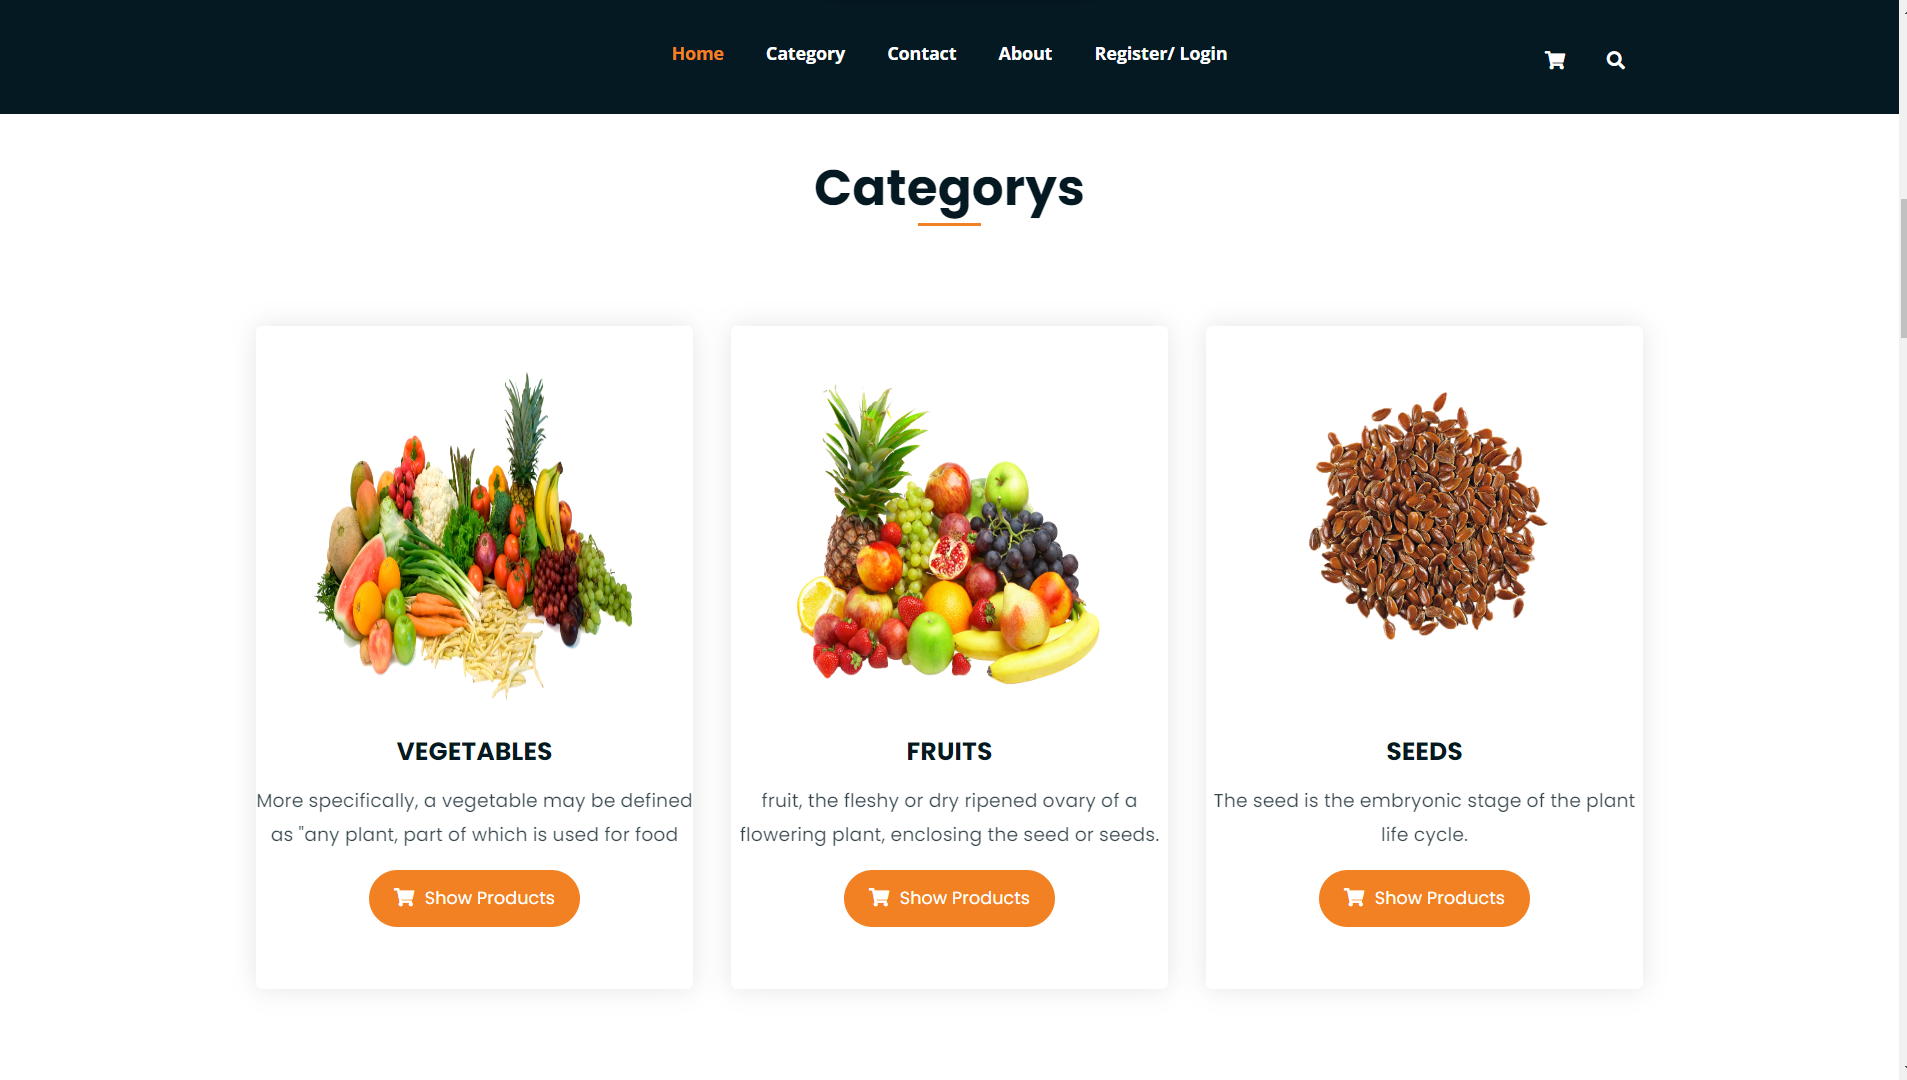 Home Category Contact About Register/ Login
Categorys
VEGETABLES
More specifically, a vegetable may be defined
as "any plant, part of which is used for food
Show Products
FRUITS
fruit, the fleshy or dry ripened ovary of a
flowering plant, enclosing the seed or seeds.
Show Products
SEEDS
The seed is the embryonic stage of the plant
life cycle.
Show Products